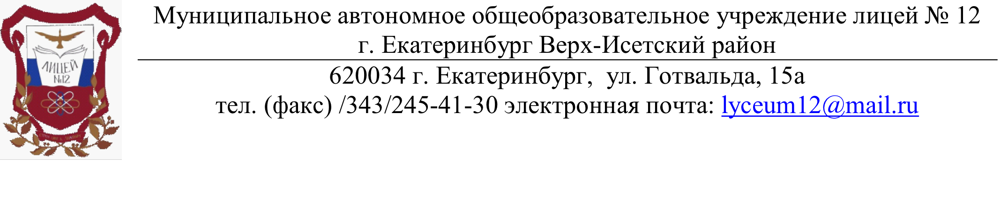 Муниципальное автономное общеобразовательное учреждение лицей № 12
г. Екатеринбург Верх-Исетский район
620034 г. Екатеринбург, ул. Готвальда, 15а
тел. (факс) /343/245-41-30 электронная почта: lyceum12@mail.ru
ЛИЦЕЙ
№12